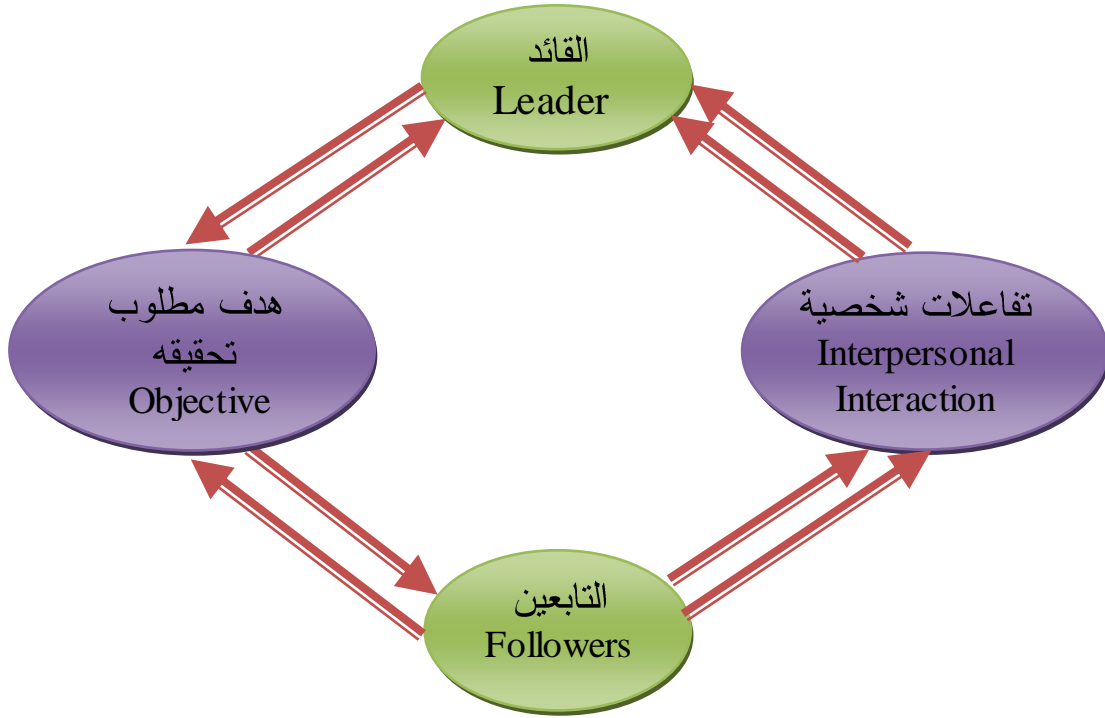 القائد
Leader
هدف مطلوب
تحقيقه
Objective
تفاعلات شخصية
Interpersonal
Interaction
التابعين
Followers